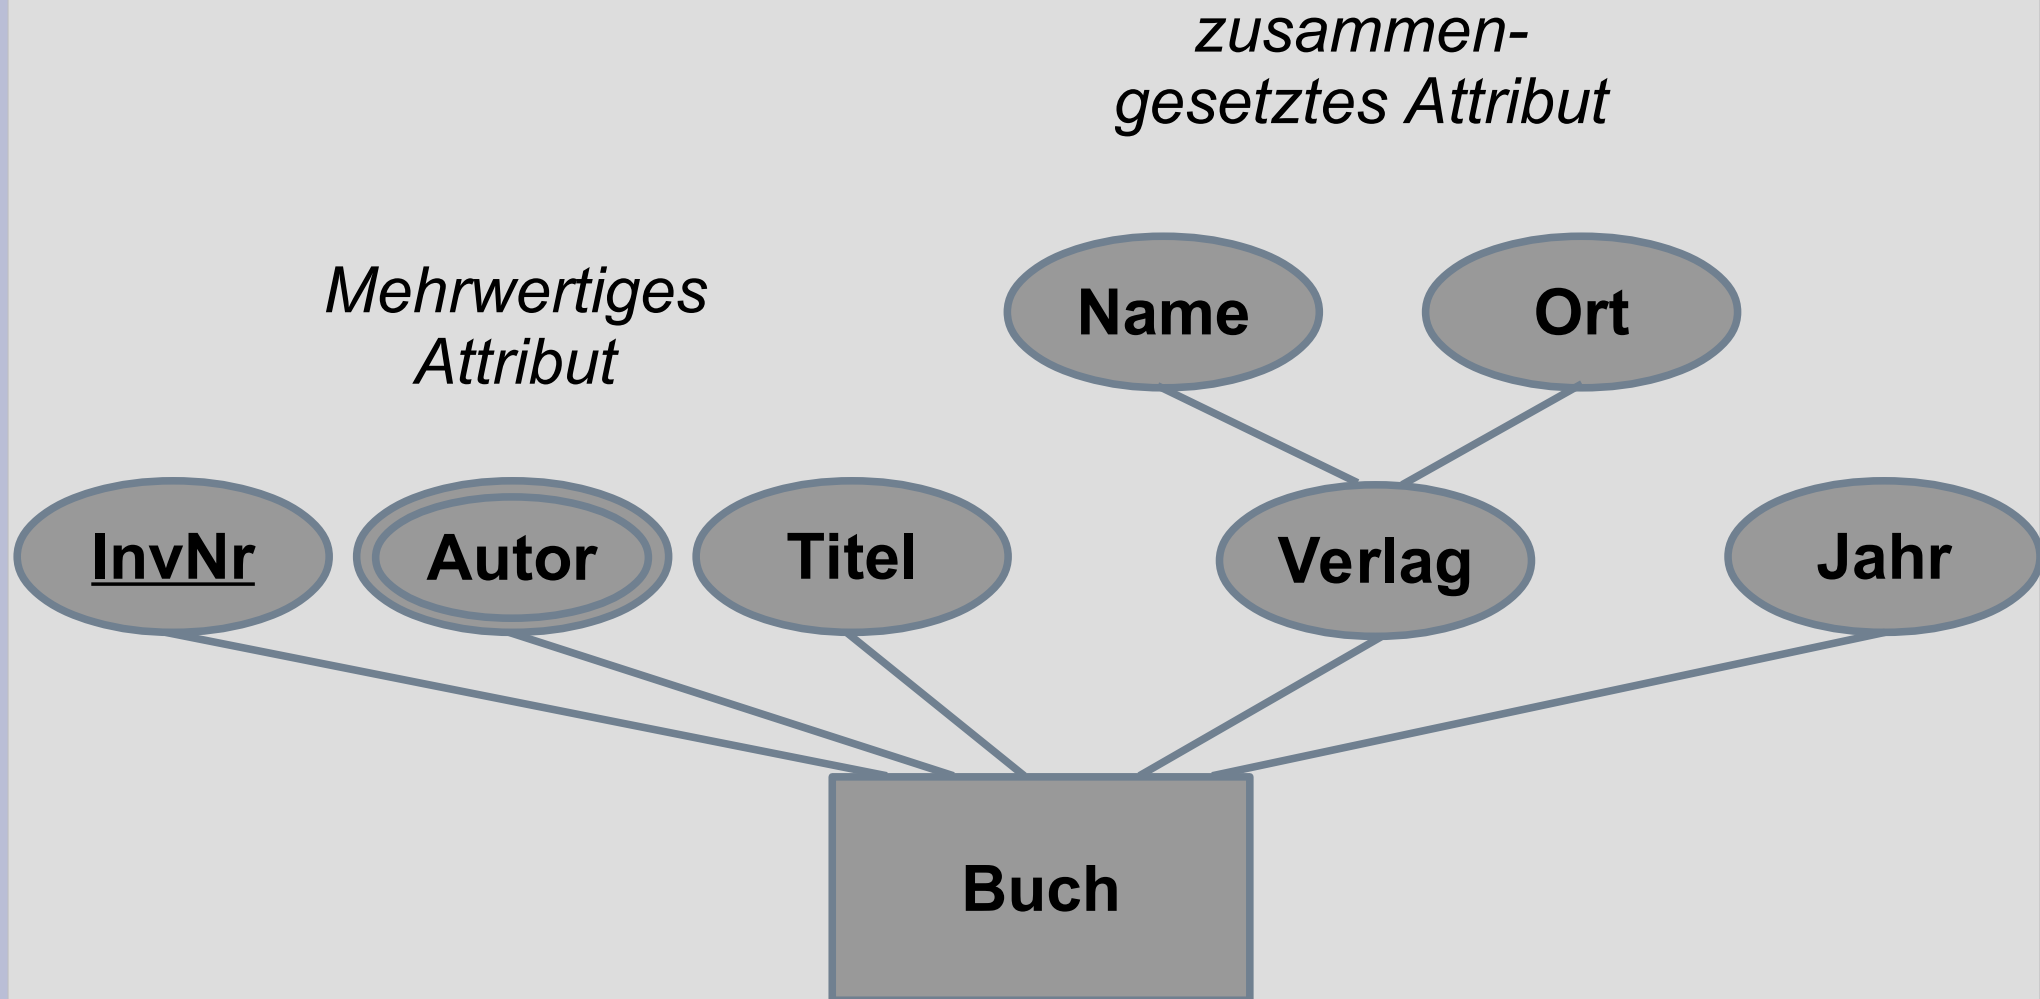 zusammen-
gesetztes Attribut
Mehrwertiges
Attribut
Name
Ort
InvNr
Autor
Titel
Verlag
Jahr
Buch